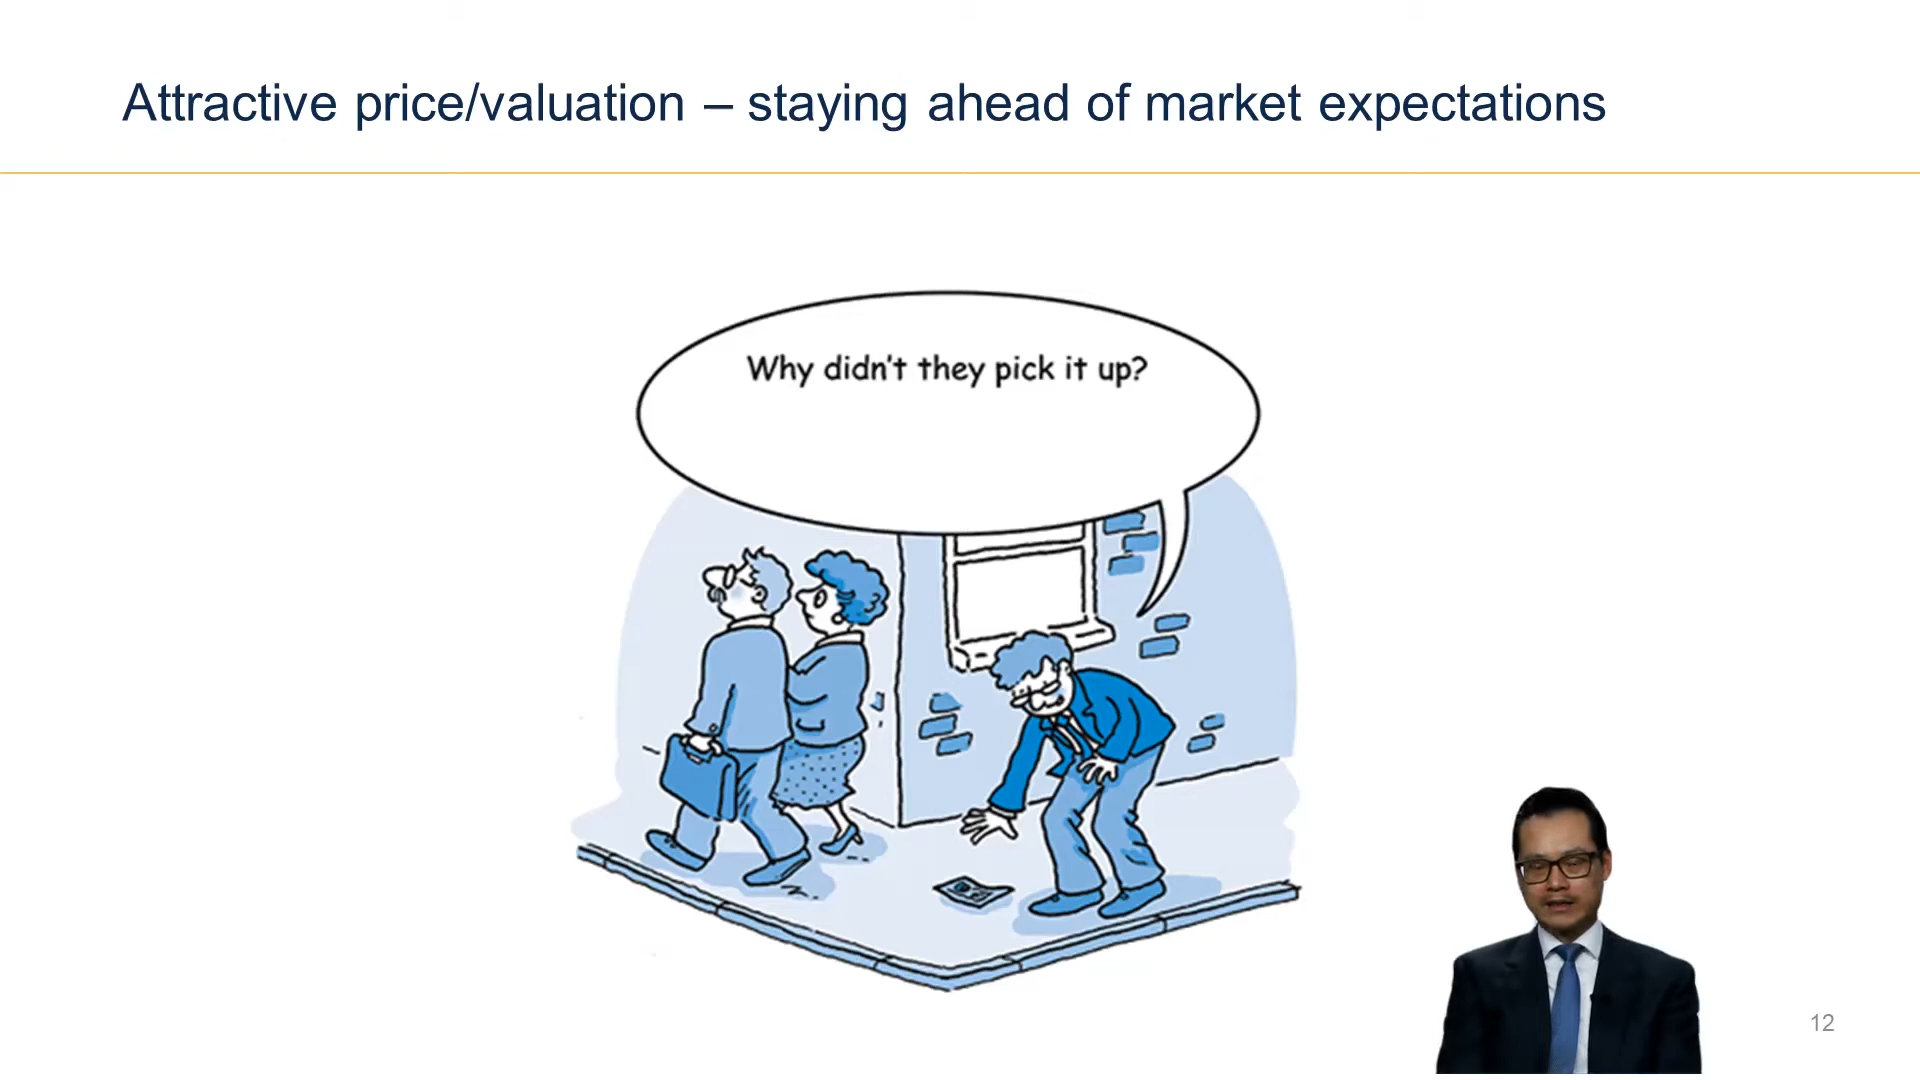 Attractive price/valuation – staying ahead of market expectations
Why didn't they pick it up?
12